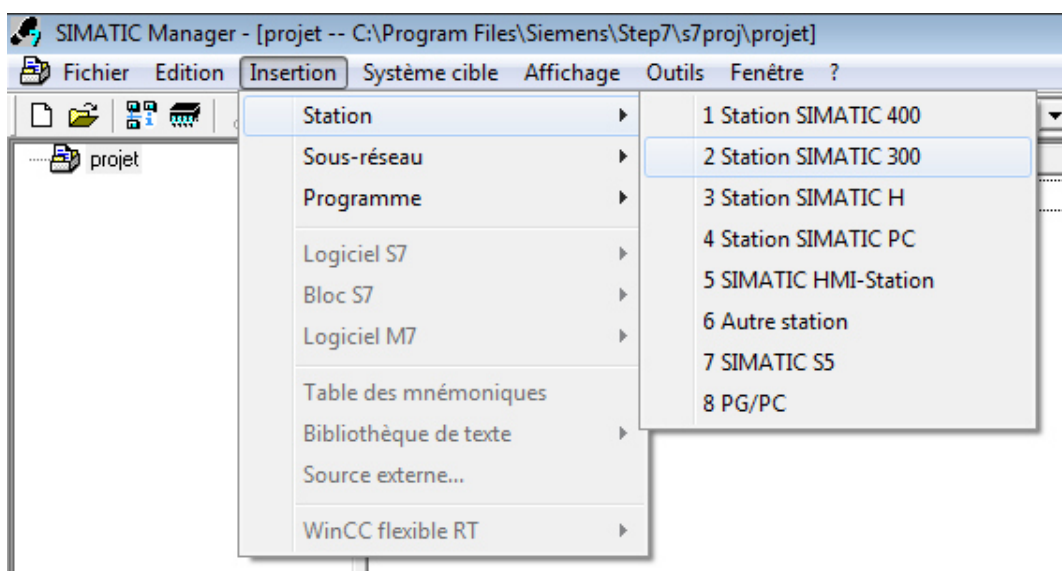 SIMATIC Manager - [projet -- C:\Program Files\Siemens\Step7\s7proj\projet]
Fichier Edition Insertion Système cible Affichage Outils Fenêtre ?
projet
Station
Sous-réseau
Programme
Logiciel S7
Bloc S7
Logiciel M7
Table des mnémoniques
Bibliothèque de texte
Source externe...
WinCC flexible RT
1 Station SIMATIC 400
2 Station SIMATIC 300
3 Station SIMATIC H
4 Station SIMATIC PC
5 SIMATIC HMI-Station
6 Autre station
7 SIMATIC S5
8 PG/PC